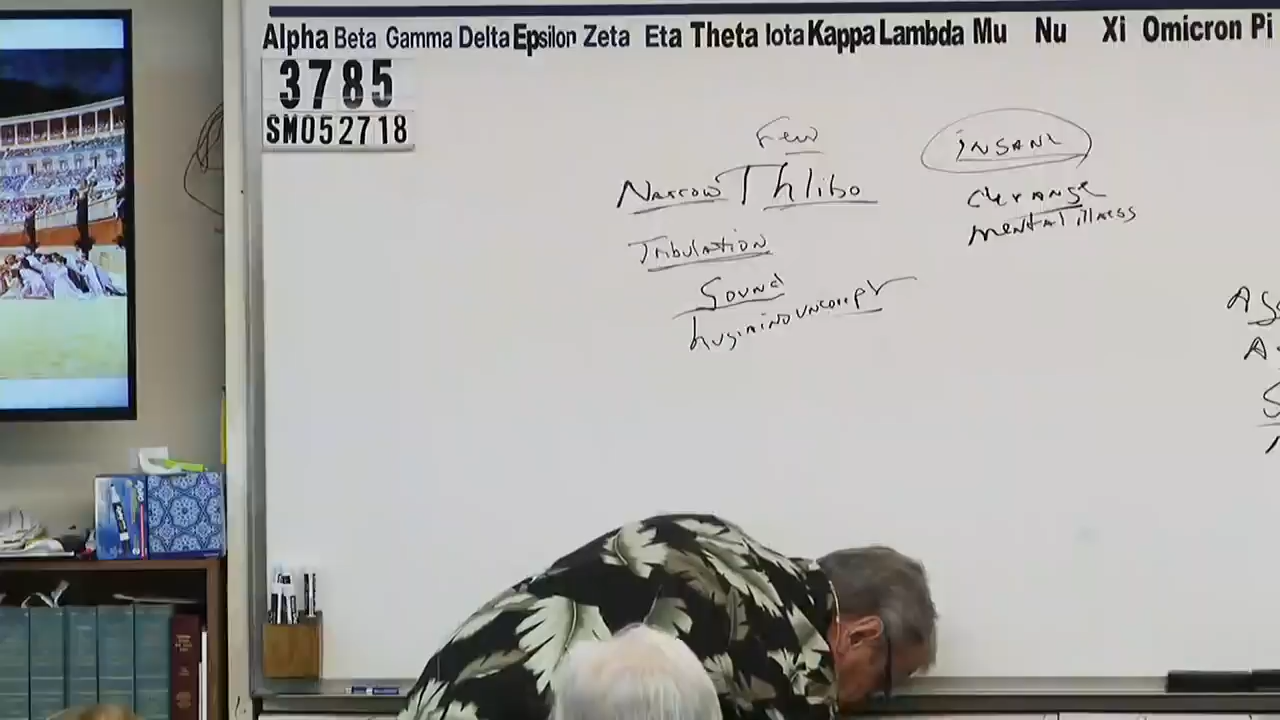 Alpha Beta Gamma Delta Epsilon Zeta Eta Theta Iota Kappa Lambda Mu Nu Xi Omicron Pi
3785
SM052718
Few
Narrow Thlibo
Tribulation
Sound
INSANE
derange
mental illness